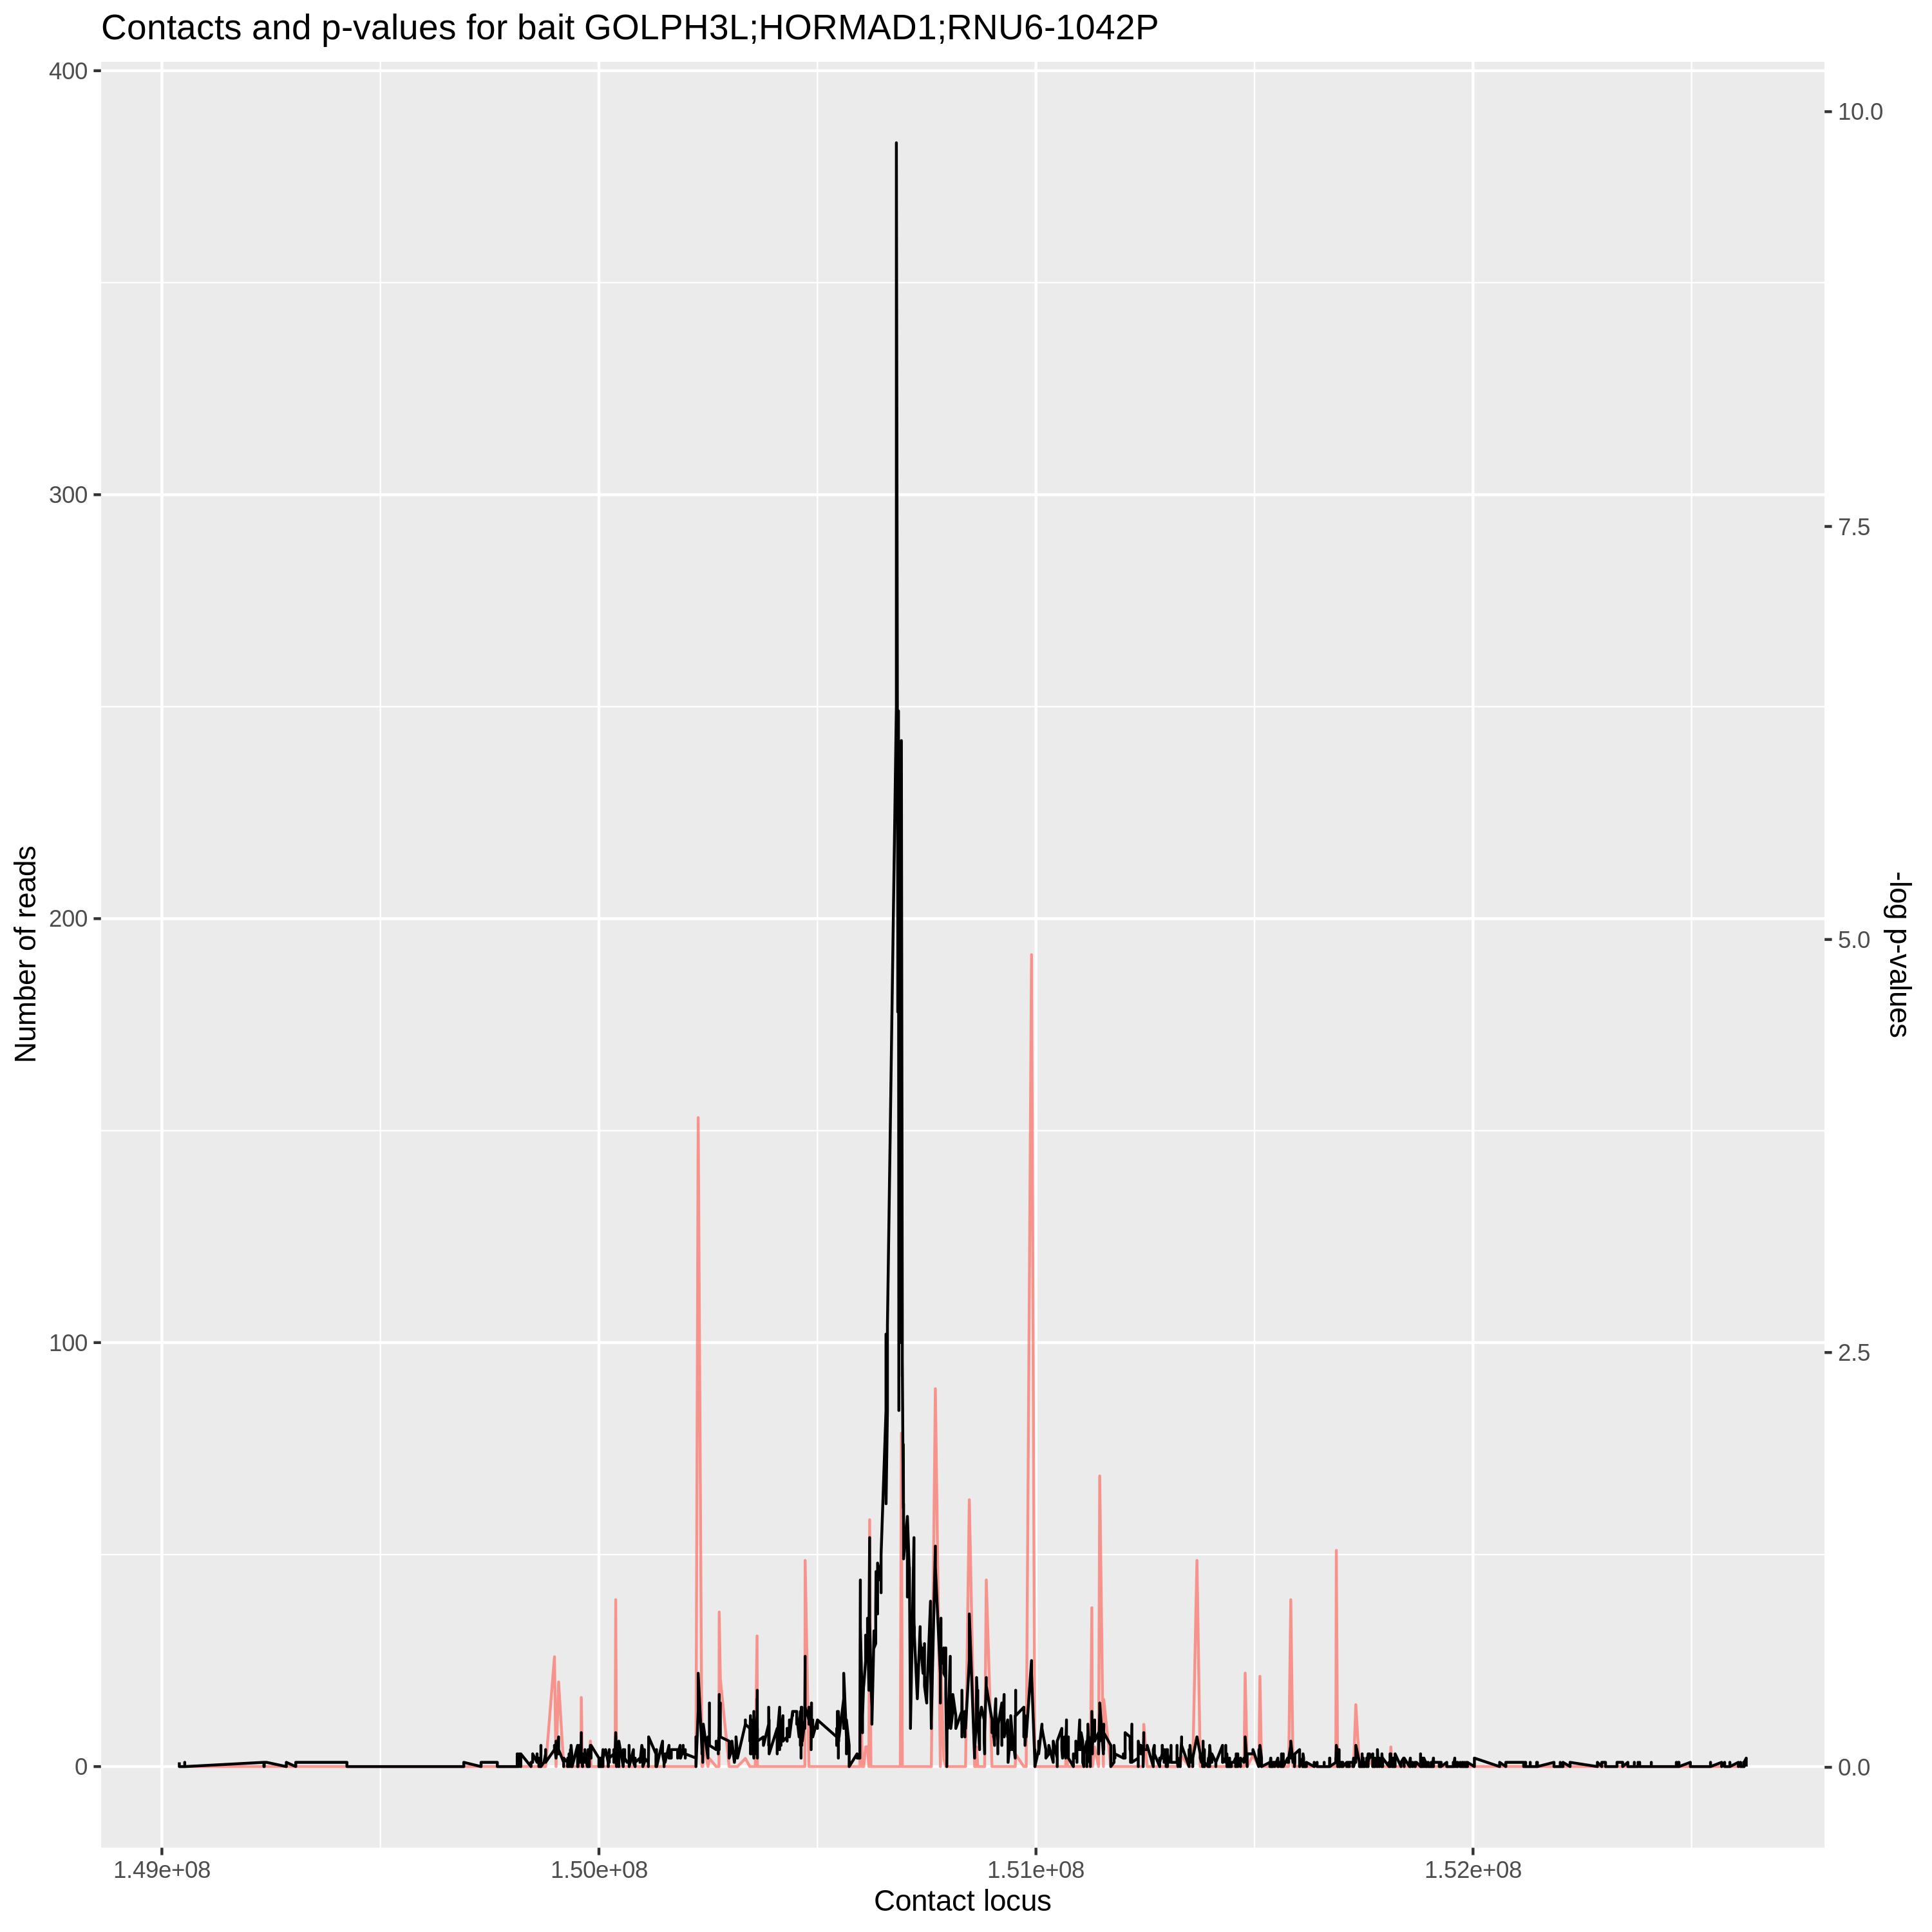 Contacts and p-values for bait GOLPH3L;HORMAD1;RNU6-1042P
400
300
200
100
0
Number of reads
10.0
7.5
5.0
2.5
0.0
-log p-values
1.49e+08
1.50e+08
1.51e+08
1.52e+08
Contact locus